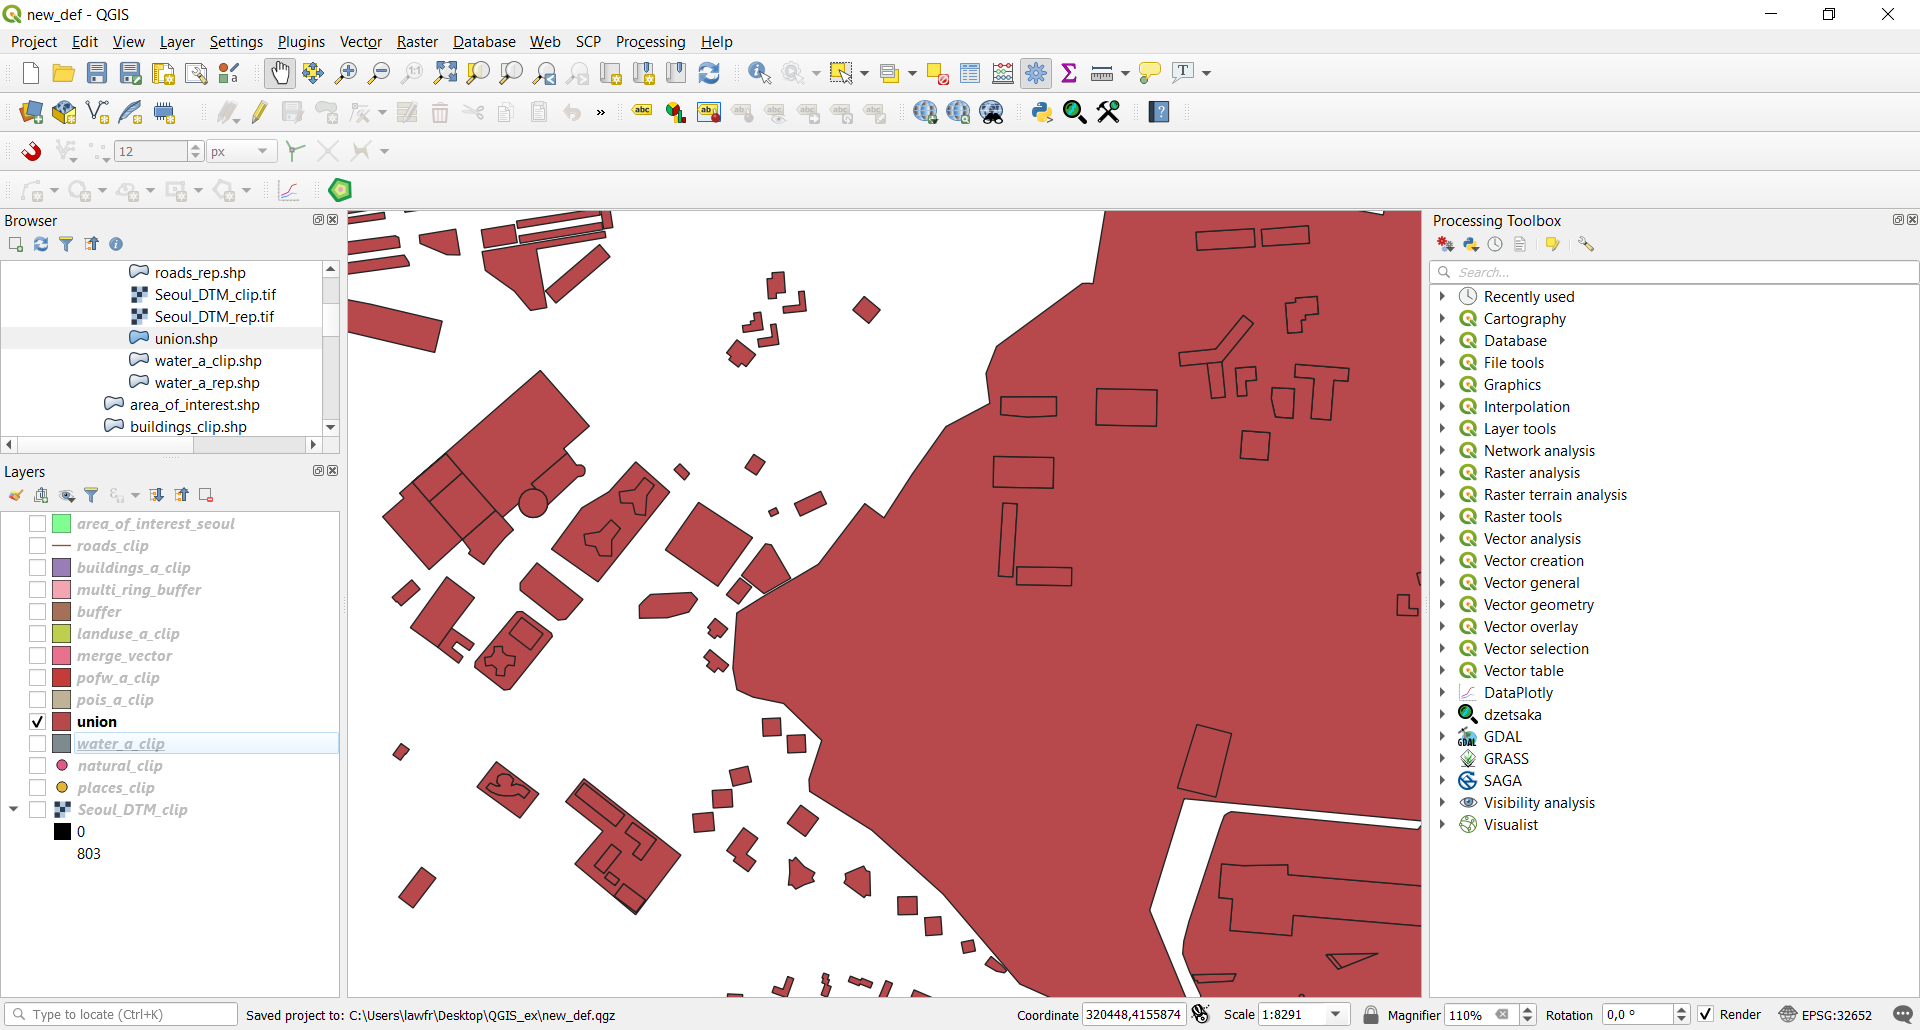 new_def - QGIS
Project Edit View Layer Settings Plugins Vector Raster Database Web SCP Processing Help
12 px
Browser
roads_rep.shp
Seoul_DTM_clip.tif
Seoul_DTM_rep.tif
union.shp
water_a_clip.shp
water_a_rep.shp
area_of_interest.shp
buildings_clip.shp
Layers
area_of_interest_seoul
roads_clip
buildings_a_clip
multi_ring_buffer
buffer
landuse_a_clip
merge_vector
pofw_a_clip
pois_a_clip
union
water_a_clip
natural_clip
places_clip
Seoul_DTM_clip
0
803
Processing Toolbox
Search...
Recently used
Cartography
Database
File tools
Graphics
Interpolation
Layer tools
Network analysis
Raster analysis
Raster terrain analysis
Raster tools
Vector analysis
Vector creation
Vector general
Vector geometry
Vector overlay
Vector selection
Vector table
DataPlotly
dzetsaka
GDAL
GRASS
SAGA
Visibility analysis
Visualist
Type to locate (Ctrl+K) Saved project to: C:\Users\lawfr\Desktop\QGIS_ex\new_def.qgz Coordinate 320448,4155874 Scale 1:8291 Magnifier 110% Rotation 0,0 ° Render EPSG:32652